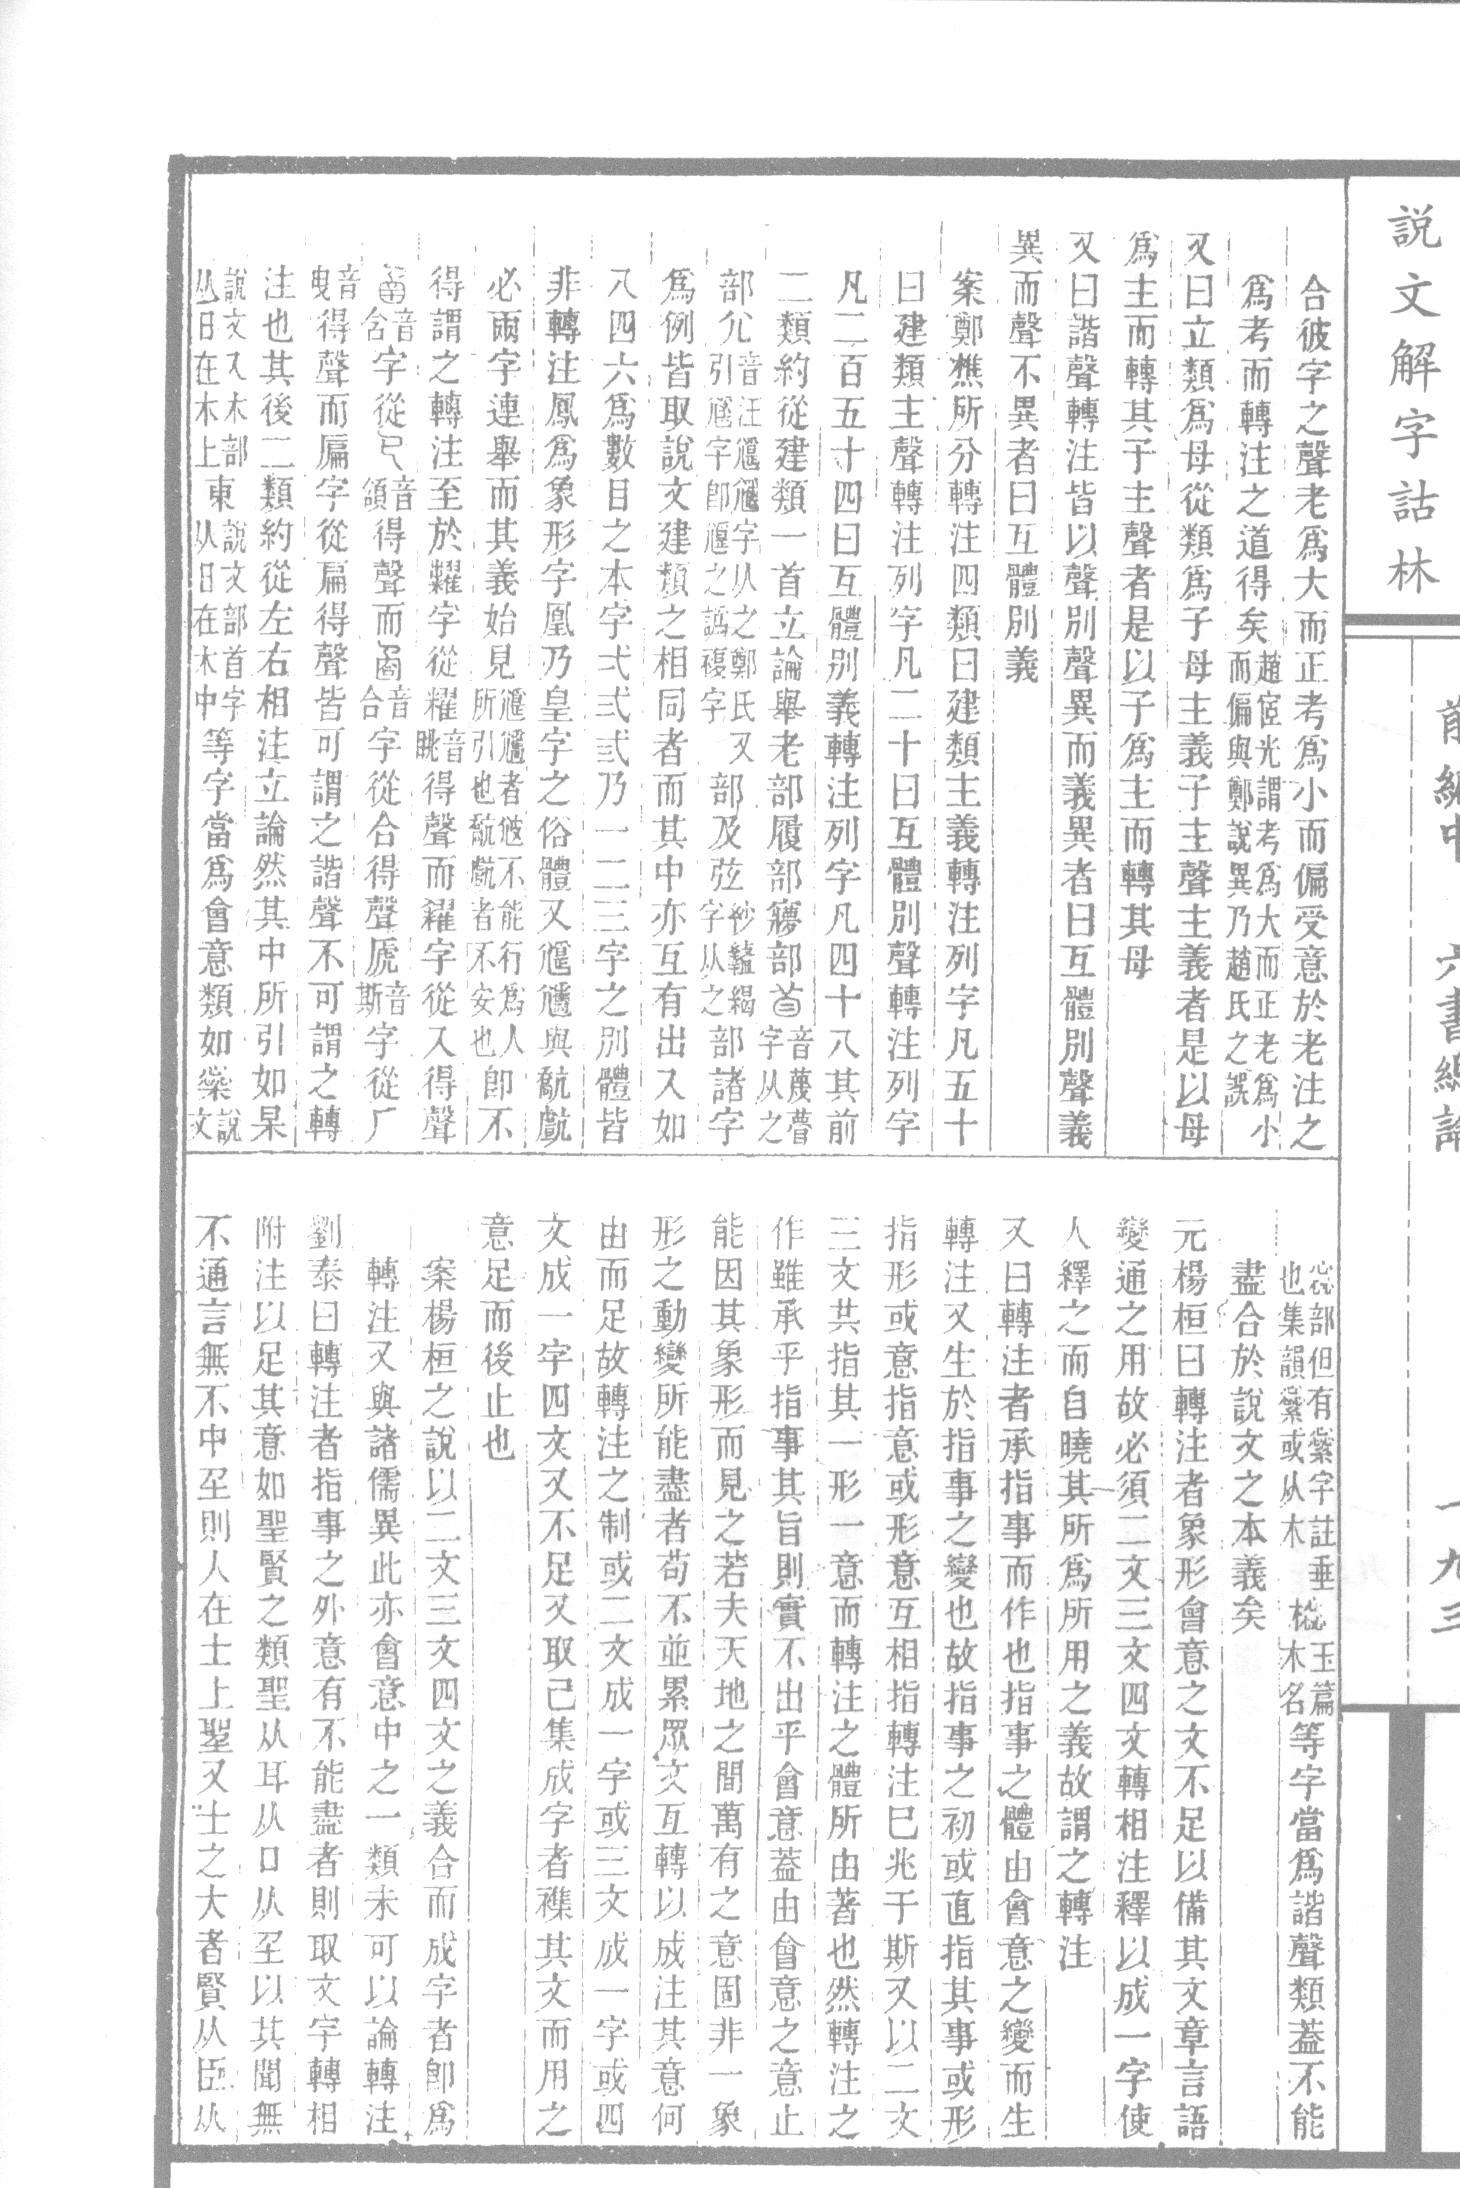 說文解字詁林
前編中 六書總論
一九三
合彼字之聲老爲大而正考爲小而偏受意於老注之
爲考而轉注之道得矣趙宧光謂考爲大而正老爲小而偏與鄭說異乃趙氏之誤
又曰立類爲母從類爲子母主義子主聲主義者是以母
爲主而轉其子主聲者是以子爲主而轉其母
又曰諧聲轉注皆以聲別聲異而義異者曰互體別聲義
異而聲不異者曰互體別義
案鄭樵所分轉注四類曰建類主義轉注列字凡五十
曰建類主聲轉注列字凡二十曰互體別聲轉注列字
凡二百五十四曰互體別義轉注列字凡四十八其前
二類約從建類一首立論舉老部履部寢部𥄕音蔑瞢字从之
部尣音汪字从之鄭氏又引字卽之譌複字部及弦字从之部諸字
爲例皆取說文建類之相同者而其中亦互有出入如
八四六爲數目之本字弌弍弎乃一二三字之別體皆
非轉注鳳爲象形字凰乃皇字之俗體又與
必兩字連舉而其義始見所引也者不能行爲人者不安也卽不
得謂之轉注至於糶字從耀音眺得聲而糴字從入得聲
音含字從㔾音頷得聲而音合字從合得聲虒音斯字從厂
音曳得聲而扁字從扁得聲皆可謂之諧聲不可謂之轉
注也其後二類約從左右相注立論然其中所引如杲
說文入木部从日在木上東說文部首字从日在木中等字當爲會意類如橤說文
惢部但有繠字註垂也集韻繠或从木㮌玉篇木名等字當爲諧聲類蓋不能
盡合於說文之本義矣
元楊桓曰轉注者象形會意之文不足以備其文章言語
變通之用故必須二文三文四文轉相注釋以成一字使
人繹之而自曉其所爲所用之義故謂之轉注
又曰轉注者承指事而作也指事之體由會意之變而生
轉注又生於指事之變也故指事之初或直指其事或形
指形或意指意或形意互相指轉注已兆于斯又以二文
三文共指其一形一意而轉注之體所由著也然轉注之
作雖承乎指事其旨則實不出乎會意蓋由會意之意止
能因其象形而見之若夫天地之間萬有之意固非一象
形之動變所能盡者苟不並累眾文互轉以成注其意何
由而足故轉注之制或二文成一字或三文成一字或四
文成一字四文又不足又取已集成字者襍其文而用之
意足而後止也
案楊桓之說以二文三文四文之義合而成字者卽爲
轉注又與諸儒異此亦會意中之一類未可以論轉注
劉泰曰轉注者指事之外意有不能盡者則取文字轉相
附注以足其意如聖賢之類聖从耳从口从𡈼以其聞無
不通言無不中𡈼則人在土上聖又士之大者賢从臣从